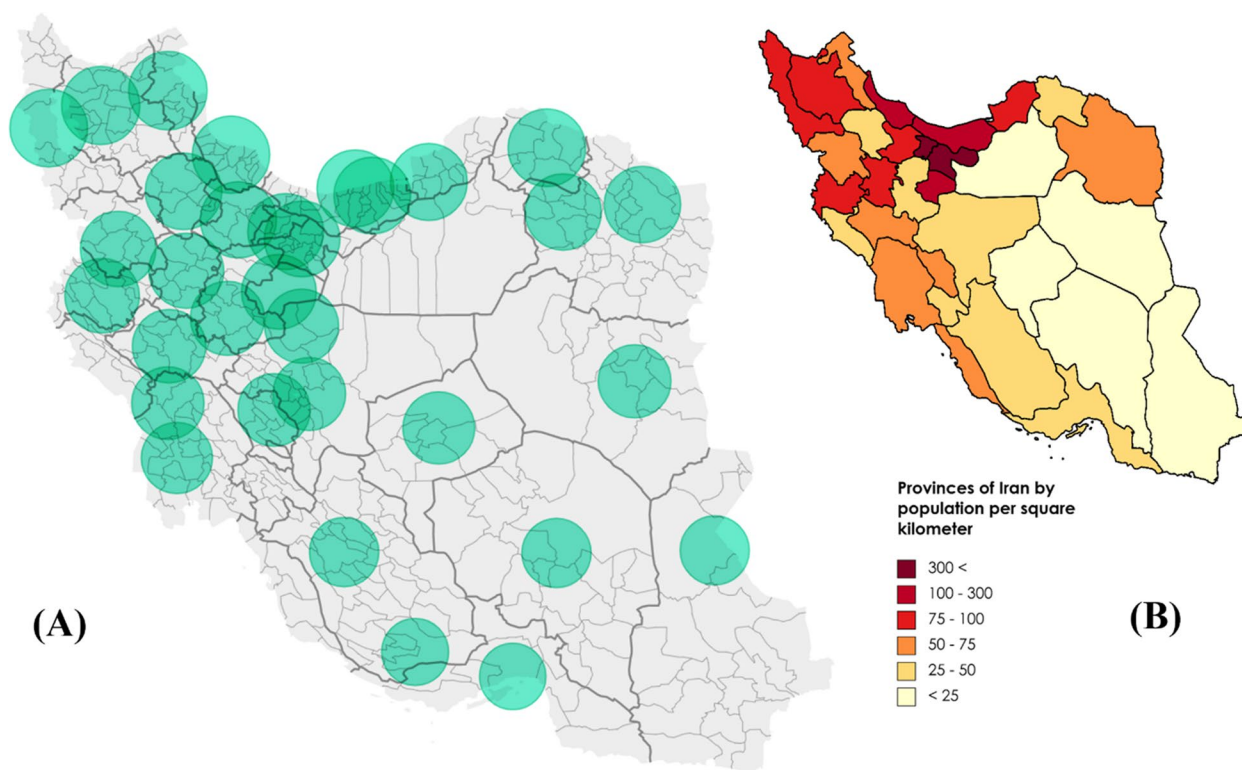 (A)
Provinces of Iran by
population per square
kilometer
300 <
100 - 300
75 - 100
50 - 75
25 - 50
< 25
(B)